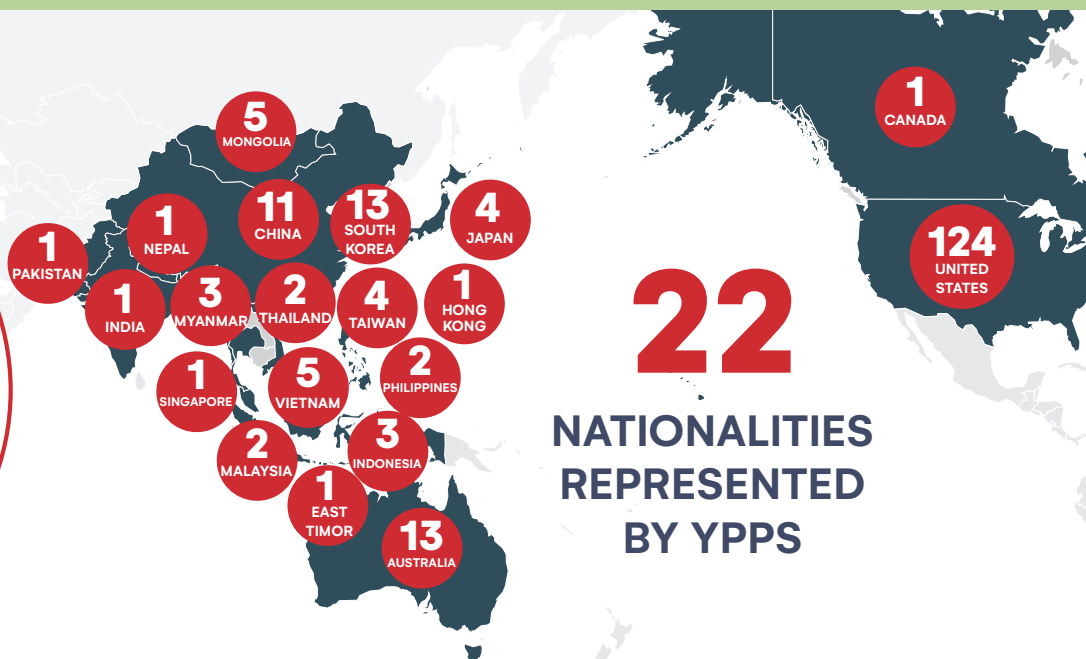 5
MONGOLIA
1
CANADA
1
NEPAL
11
CHINA
13
SOUTH
KOREA
4
JAPAN
1
PAKISTAN
124
UNITED
STATES
1
INDIA
3
MYANMAR
2
THAILAND
4
TAIWAN
1
HONG
KONG
22
NATIONALITIES
REPRESENTED
BY YPPS
1
SINGAPORE
5
VIETNAM
2
PHILIPPINES
2
MALAYSIA
3
INDONESIA
1
EAST
TIMOR
13
AUSTRALIA